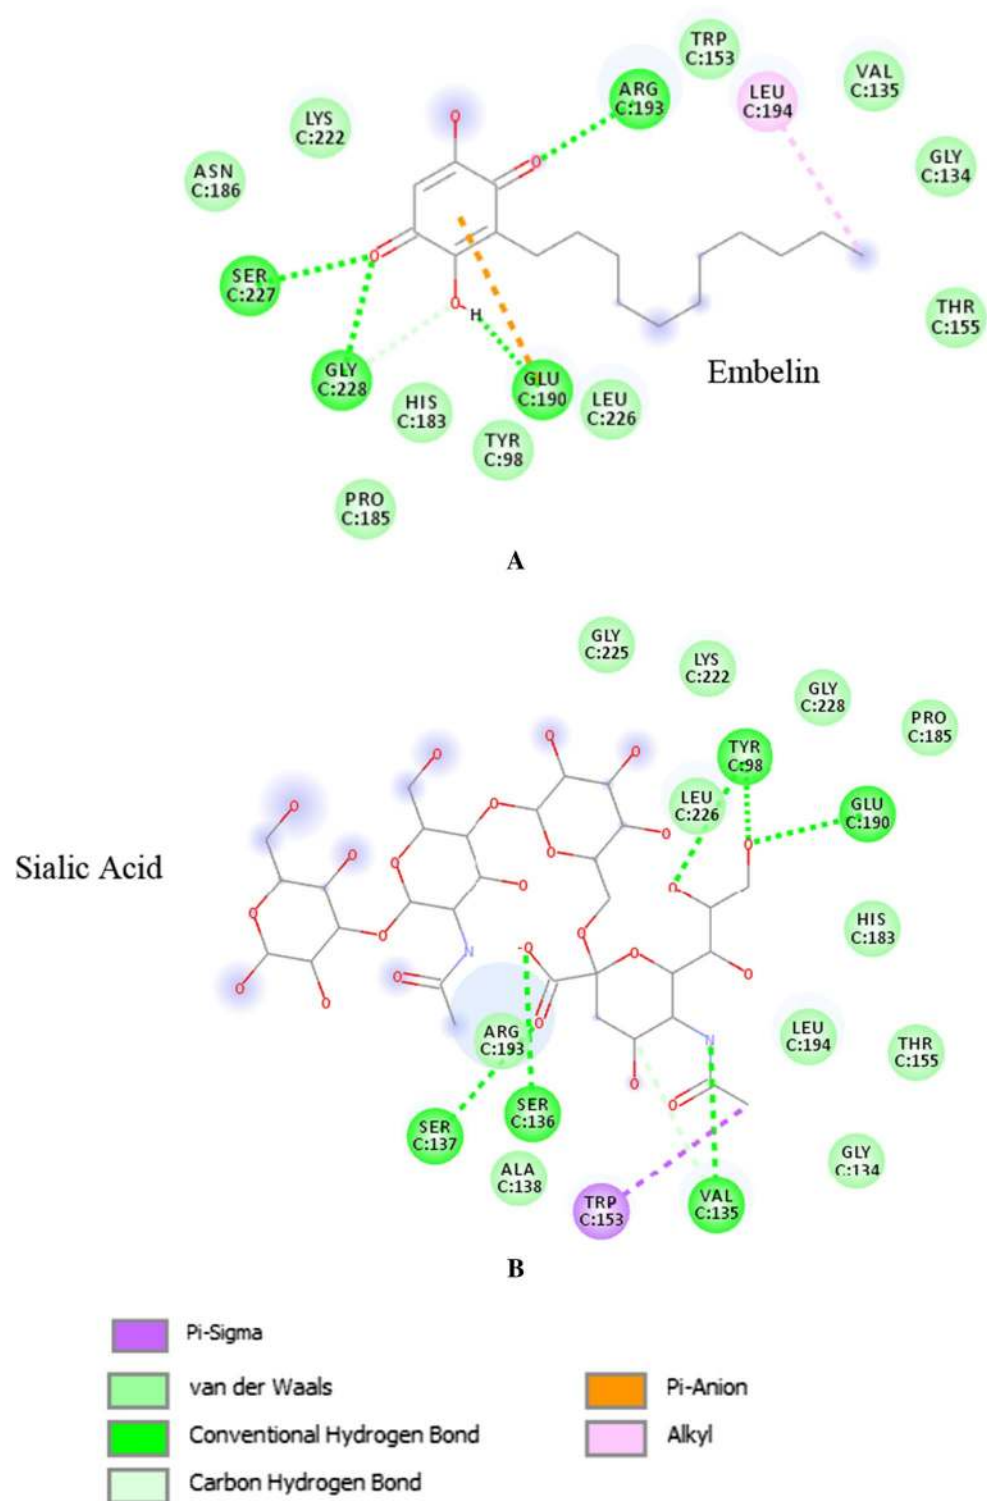 TRP
C:153
ARG
C:193
LEU
C:194
VAL
C:135
LYS
C:222
GLY
C:134
ASN
C:186
O
O
SER
C:227
O
O
H
THR
C:155
GLY
C:228
GLU
C:190
Embelin
HIS
C:183
LEU
C:226
TYR
C:98
PRO
C:185
A
GLY
C:225
LYS
C:222
GLY
C:228
PRO
C:185
TYR
C:98
LEU
C:226
GLU
C:190
Sialic Acid
HIS
C:183
N
ARG
C:193
LEU
C:194
THR
C:155
N
SER
C:137
SER
C:136
ALA
C:138
GLY
C:134
TRP
C:153
VAL
C:135
B
Pi-Sigma
van der Waals
Pi-Anion
Conventional Hydrogen Bond
Alkyl
Carbon Hydrogen Bond